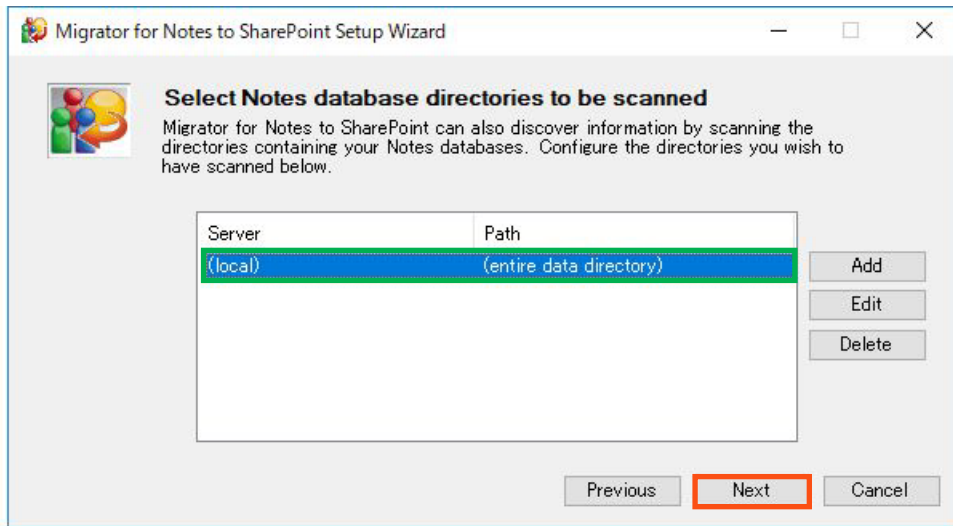 Migrator for Notes to SharePoint Setup Wizard
Select Notes database directories to be scanned
Migrator for Notes to SharePoint can also discover information by scanning the
directories containing your Notes databases. Configure the directories you wish to
have scanned below.
Server Path
(local) (entire data directory)
Add
Edit
Delete
Previous Next Cancel